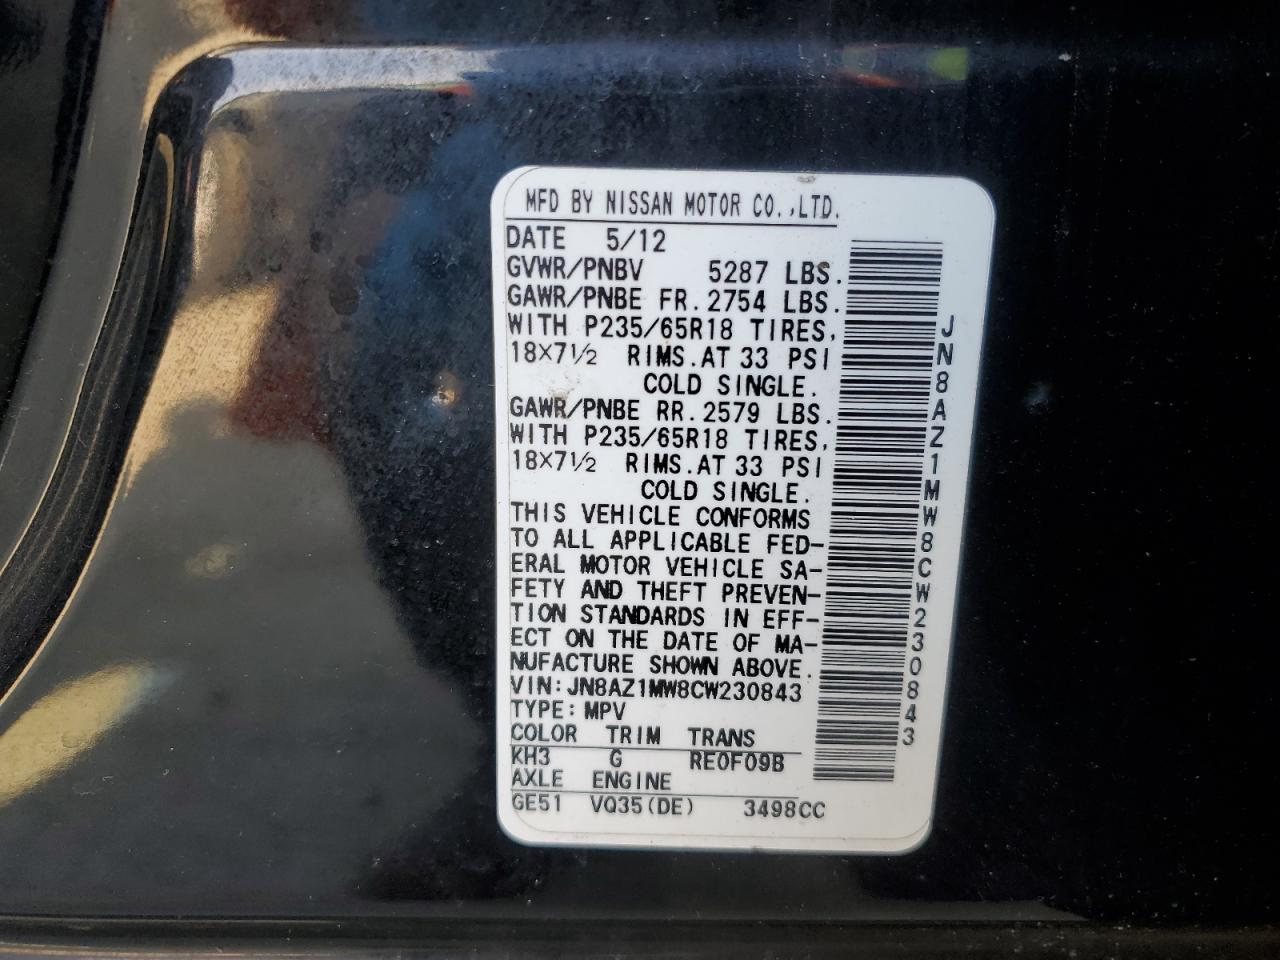 MFD BY NISSAN MOTOR CO.,LTD.
DATE 5/12
GVWR/PNBV 5287 LBS.
GAWR/PNBE FR.2754 LBS.
WITH P235/65R18 TIRES,
18×7½ RIMS.AT 33 PSI
COLD SINGLE.
GAWR/PNBE RR.2579 LBS.
WITH P235/65R18 TIRES,
18×7½ RIMS.AT 33 PSI
COLD SINGLE.
THIS VEHICLE CONFORMS
TO ALL APPLICABLE FED-
ERAL MOTOR VEHICLE SA-
FETY AND THEFT PREVEN-
TION STANDARDS IN EFF-
ECT ON THE DATE OF MA-
NUFACTURE SHOWN ABOVE.
VIN:JN8AZ1MW8CW230843
TYPE:MPV
COLOR TRIM TRANS
KH3 G RE0F09B
AXLE ENGINE
GE51 VQ35(DE) 3498CC
JN8AZ1MW8CW230843